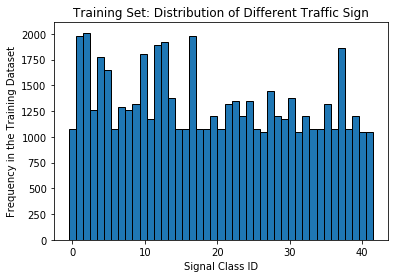 Training Set: Distribution of Different Traffic Sign
Frequency in the Training Dataset
2000
1750
1500
1250
1000
750
500
250
0
0 10 20 30 40
Signal Class ID